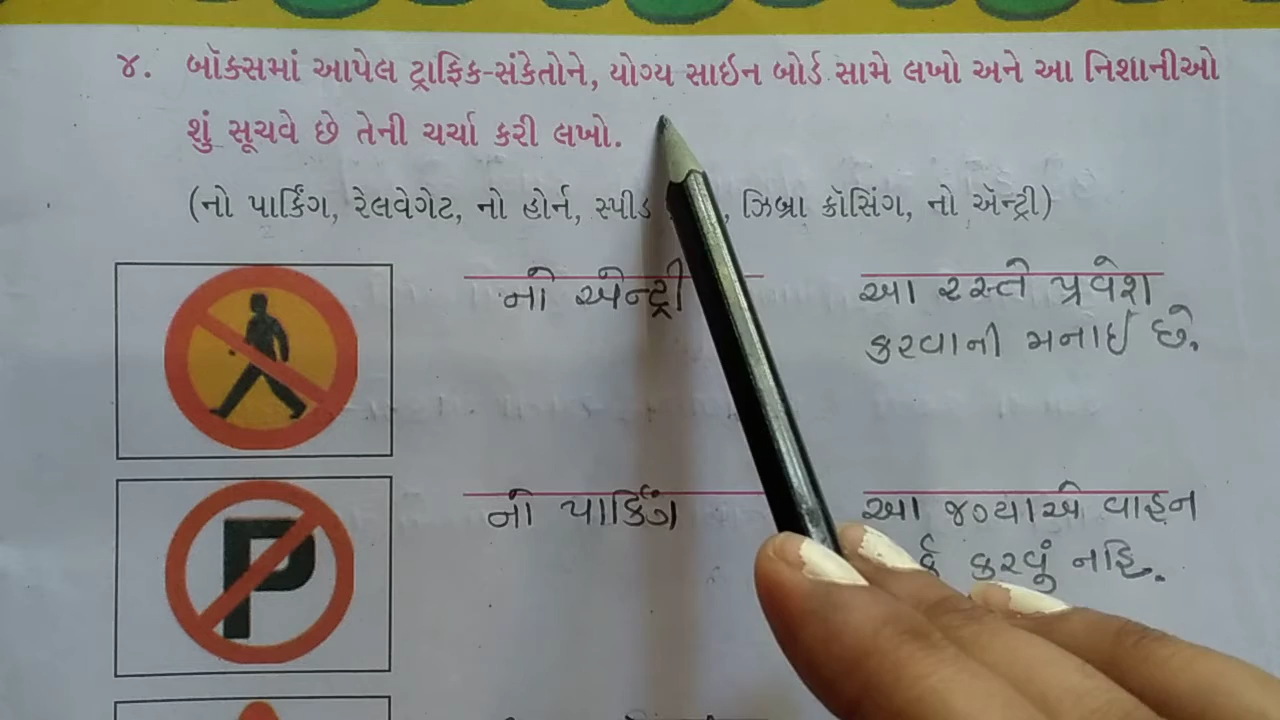 ૪. બૉક્સમાં આપેલ ટ્રાફિક-સંકેતોને, યોગ્ય સાઇન બોર્ડ સામે લખો અને આ નિશાનીઓ
શું સૂચવે છે તેની ચર્ચા કરી લખો.
(નો પાર્કિંગ, રેલવેગેટ, નો હોર્ન, સ્પીડ , ઝિબ્રા ક્રૉસિંગ, નો ઍન્ટ્રી)
નો એન્ટ્રી
આ રસ્તે પ્રવેશ
કરવાની મનાઈ છે.
P
નો પાર્કિંગ
આ જગ્યાએ વાહન
કરવું નહિ.